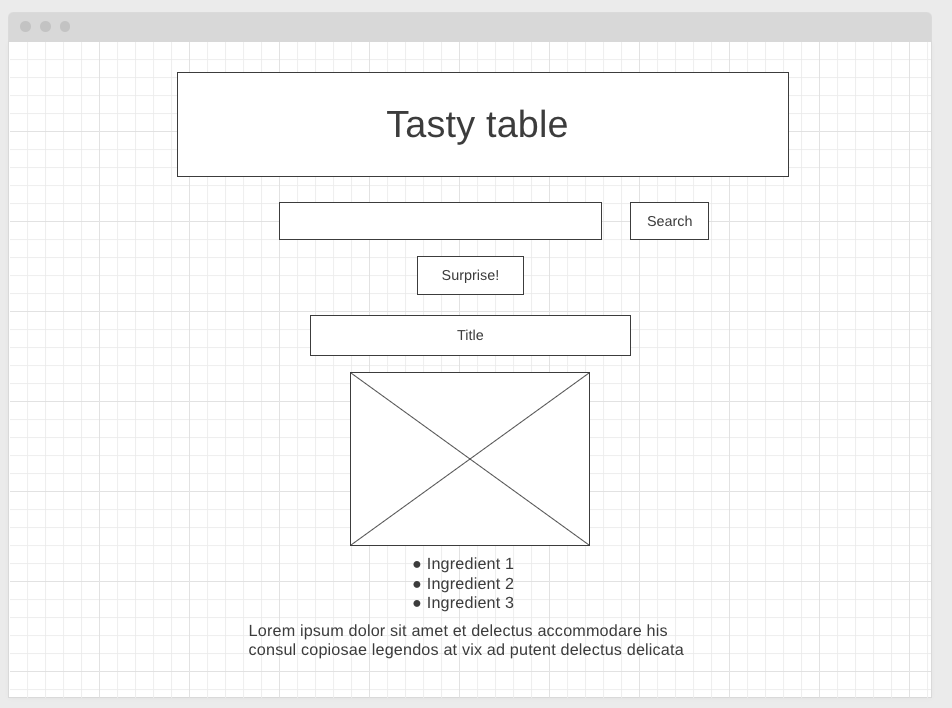 Tasty table
Search
Surprise!
Title
● Ingredient 1
● Ingredient 2
● Ingredient 3
Lorem ipsum dolor sit amet et delectus accommodare his
consul copiosae legendos at vix ad putent delectus delicata